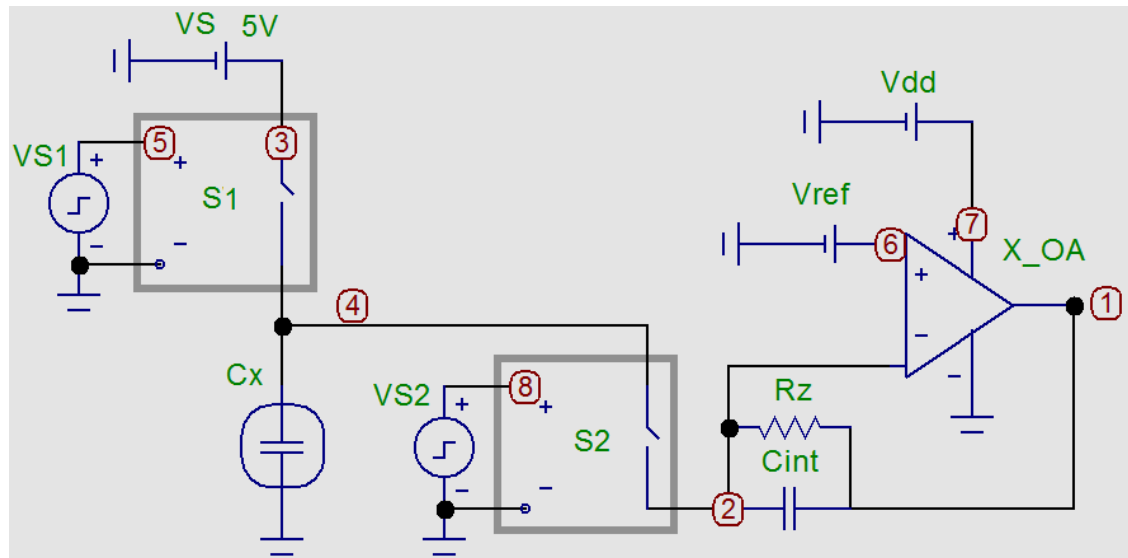 VS 5V
Vdd
5
3
VS1
+
+
S1
Vref
7
+
6
X_OA
+
−
−
4
1
−
Cx
VS2
8
−
+
+
Rz
S2
Cint
−
−
2